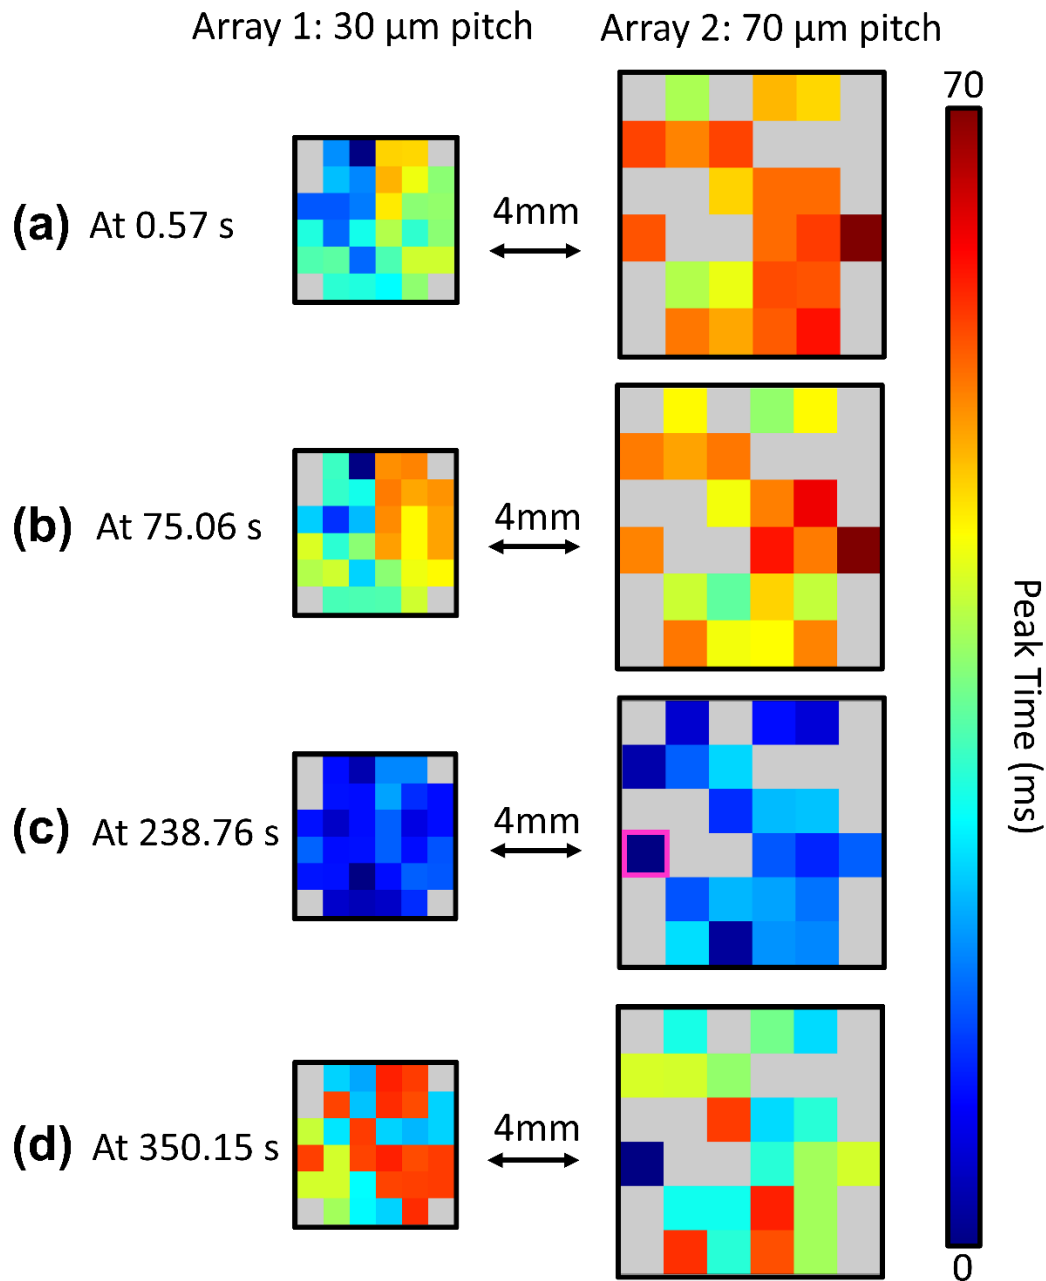 Array 1: 30 µm pitch
Array 2: 70 µm pitch
70
(a) At 0.57 s
4mm
(b) At 75.06 s
4mm
Peak Time (ms)
(c) At 238.76 s
4mm
(d) At 350.15 s
4mm
0